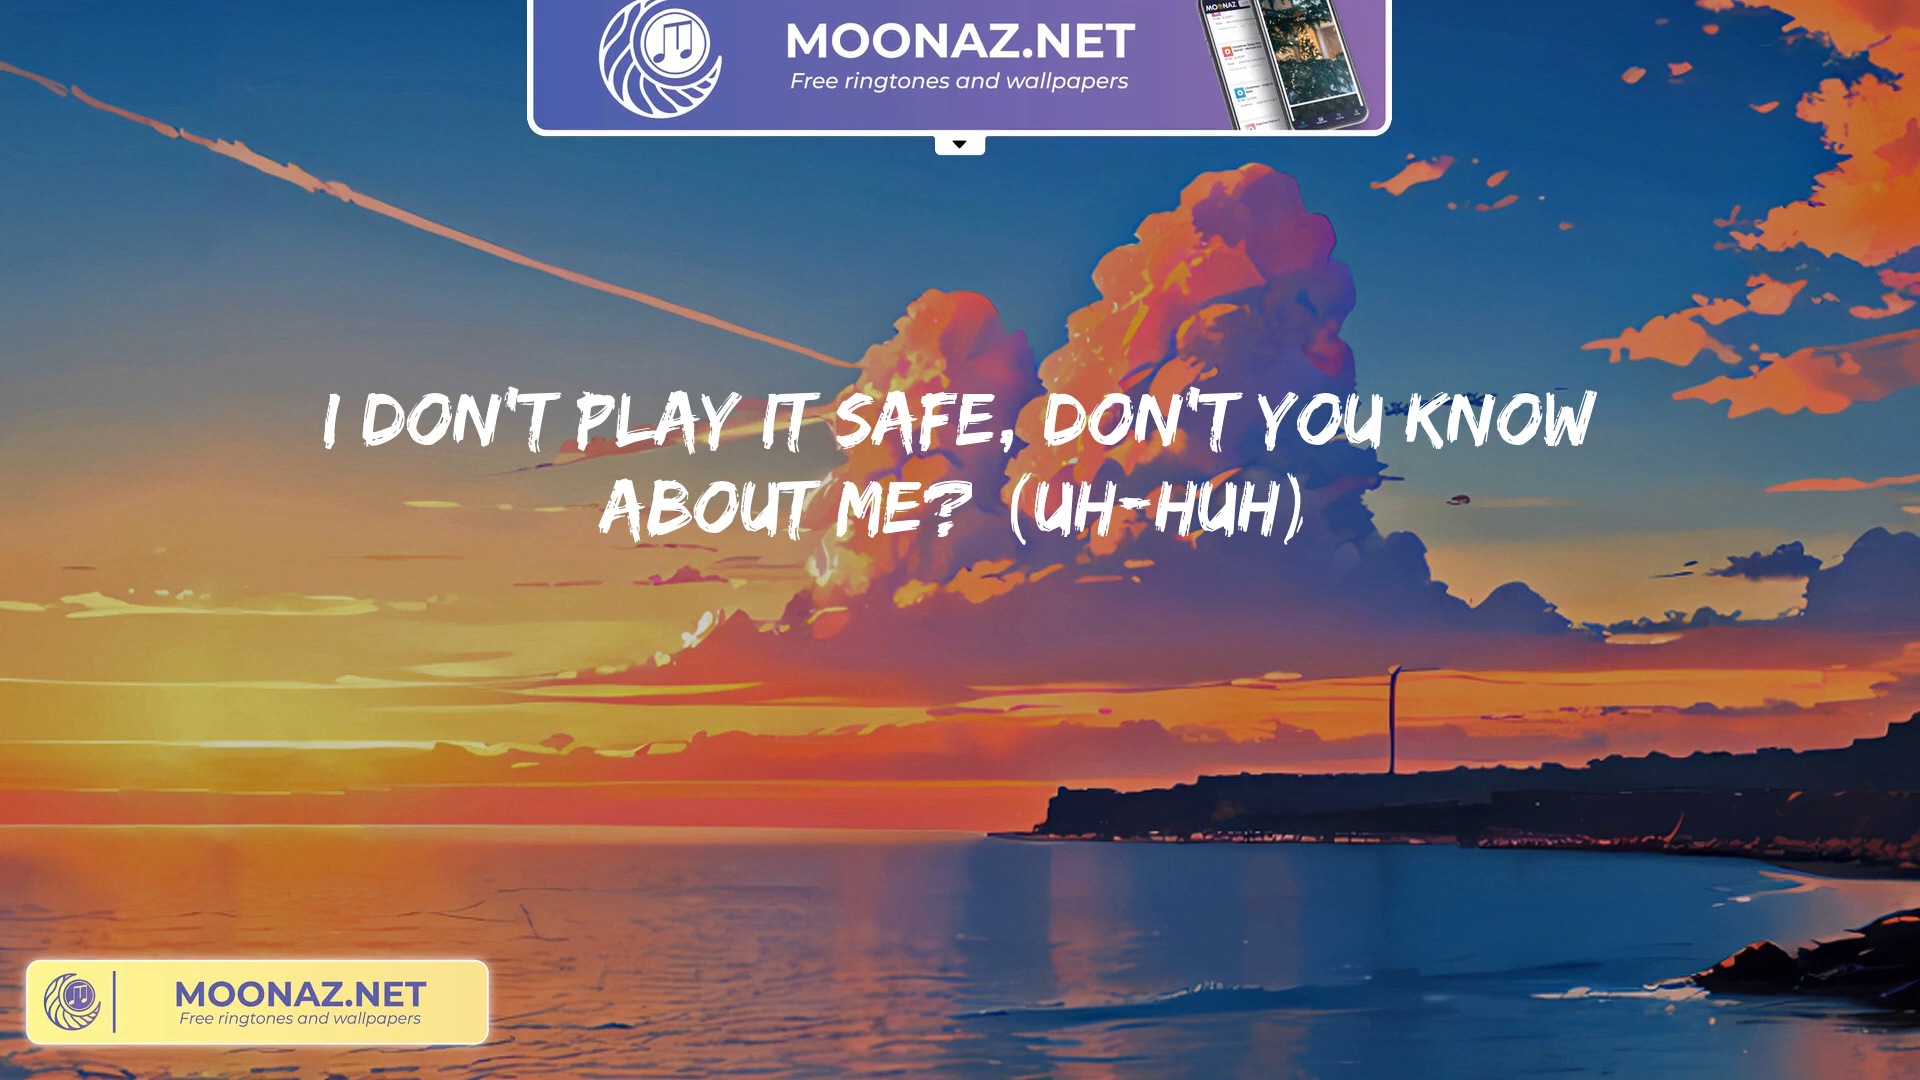 MOONAZ.NET
Free ringtones and wallpapers
I DON'T PLAY IT SAFE, DON'T YOU KNOW
ABOUT ME? (UH-HUH)
MOONAZ.NET
Free ringtones and wallpapers